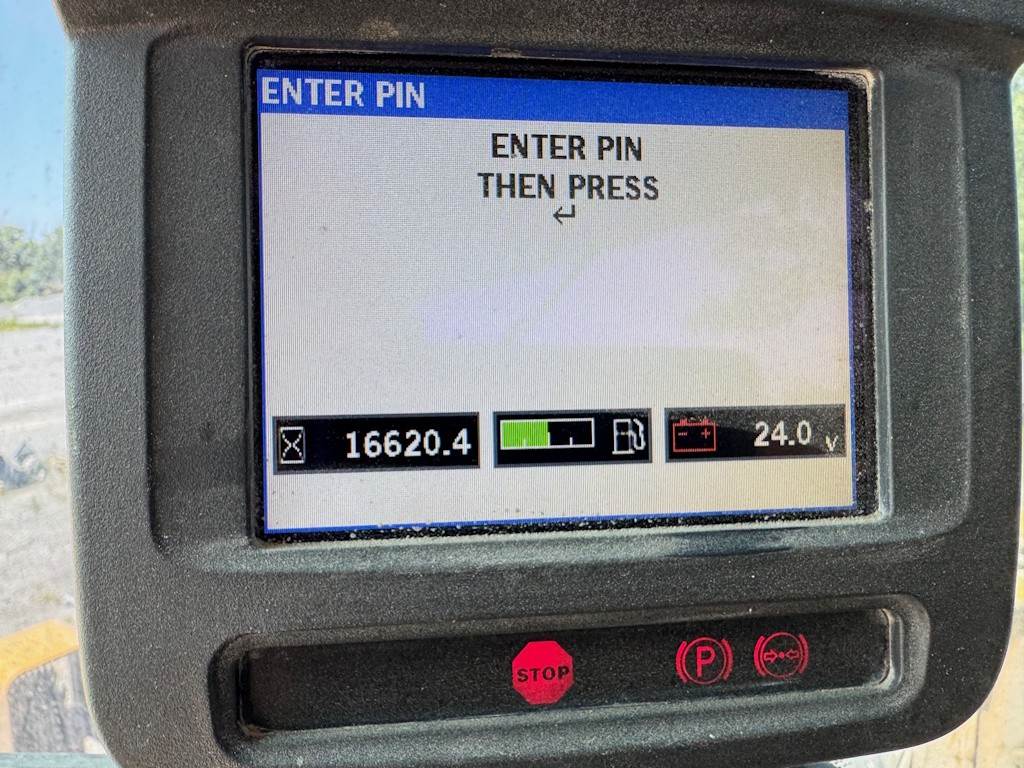 ENTER PIN
ENTER PIN
THEN PRESS
↵
16620.4
24.0 V
STOP
P